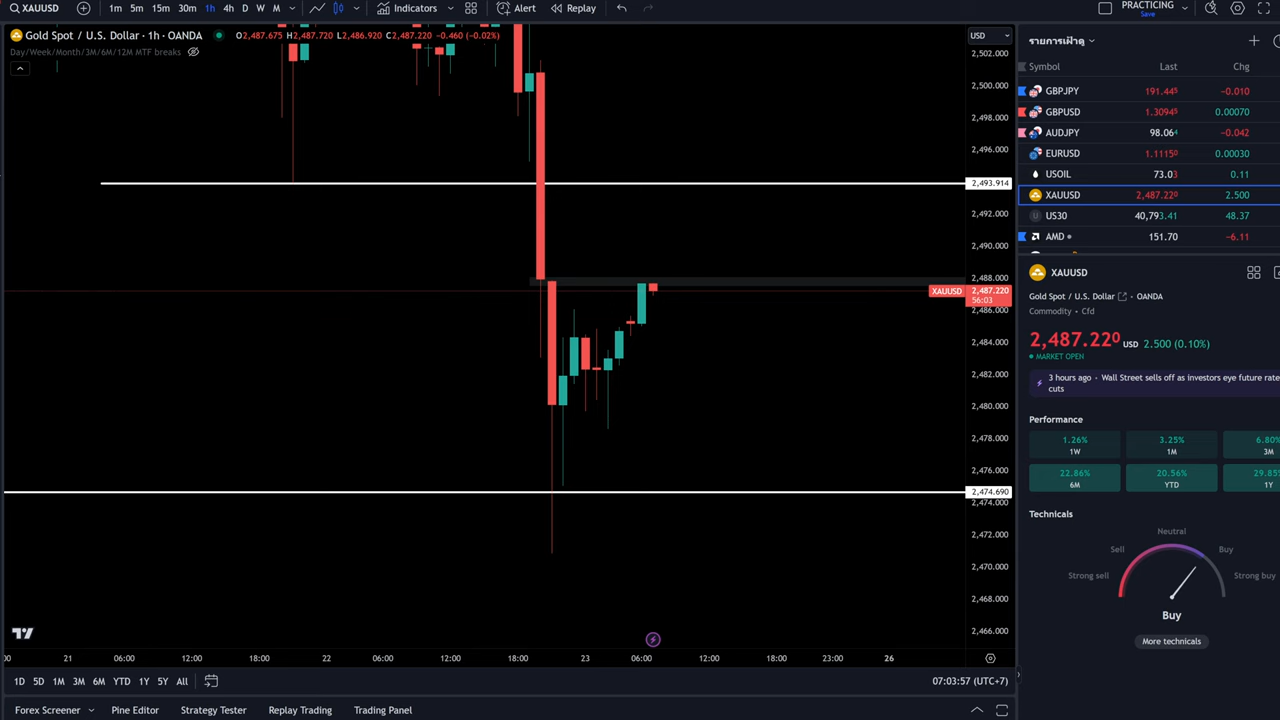 XAUUSD 1m 5m 15m 30m 1h 4h D W M Indicators Alert Replay PRACTICING
Save
Gold Spot / U.S. Dollar · 1h · OANDA O2,487.675 H2,487.720 L2,486.920 C2,487.220 −0.460 (−0.02%)
Day/Week/Month/3M/6M/12M MTF breaks
USD
2,502.000
2,500.000
2,498.000
2,496.000
2,493.914
2,492.000
2,490.000
2,488.000
XAUUSD 2,487.220
56:03
2,486.000
2,484.000
2,482.000
2,480.000
2,478.000
2,476.000
2,474.690
2,474.000
2,472.000
2,470.000
2,468.000
2,466.000
21 06:00 12:00 18:00 22 06:00 12:00 18:00 23 06:00 12:00 18:00 23:00 26
1D 5D 1M 3M 6M YTD 1Y 5Y All 07:03:57 (UTC+7)
Forex Screener Pine Editor Strategy Tester Replay Trading Trading Panel
รายการเฝ้าดู
Symbol Last Chg
GBPJPY 191.445 −0.010
GBPUSD 1.30945 0.00070
AUDJPY 98.064 −0.042
EURUSD 1.11150 0.00030
USOIL 73.03 0.11
XAUUSD 2,487.220 2.500
US30 40,793.41 48.37
AMD 151.70 −6.11
XAUUSD
Gold Spot / U.S. Dollar · OANDA
Commodity · Cfd
2,487.220 USD 2.500 (0.10%)
MARKET OPEN
3 hours ago · Wall Street sells off as investors eye future rate
cuts
Performance
1.26% 3.25% 6.80%
1W 1M 3M
22.86% 20.56% 29.85%
6M YTD 1Y
Technicals
Neutral
Sell Buy
Strong sell Strong buy
Buy
More technicals